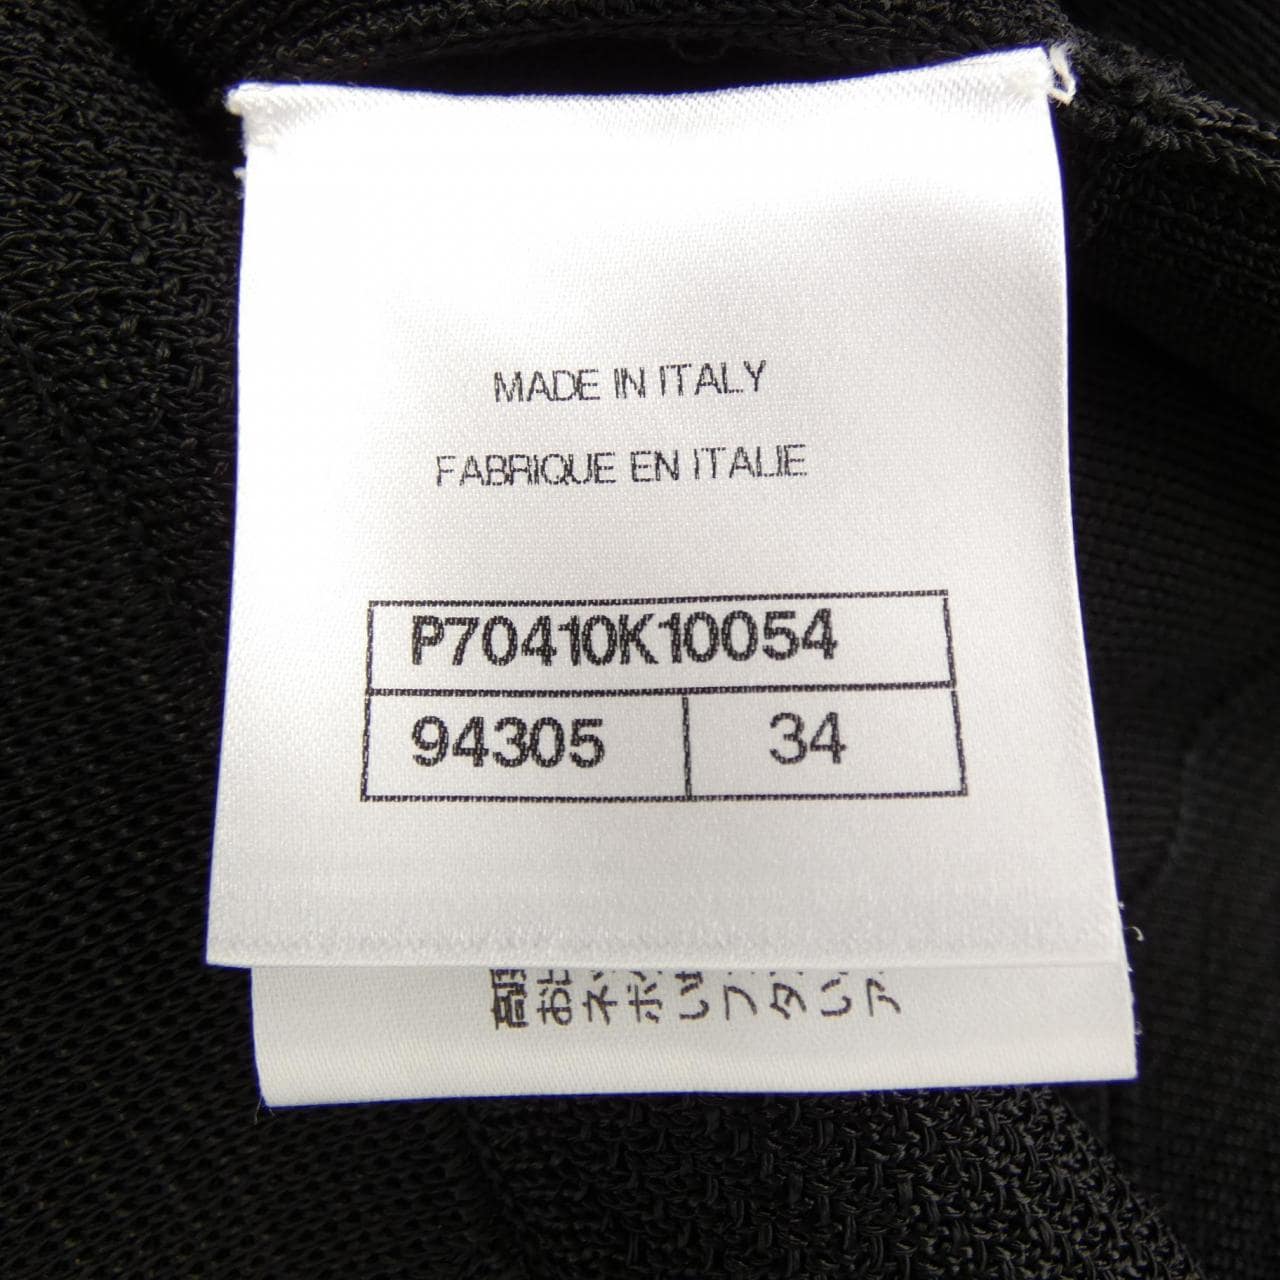 MADE IN ITALY
FABRIQUE EN ITALIE
P70410K10054
94305 34